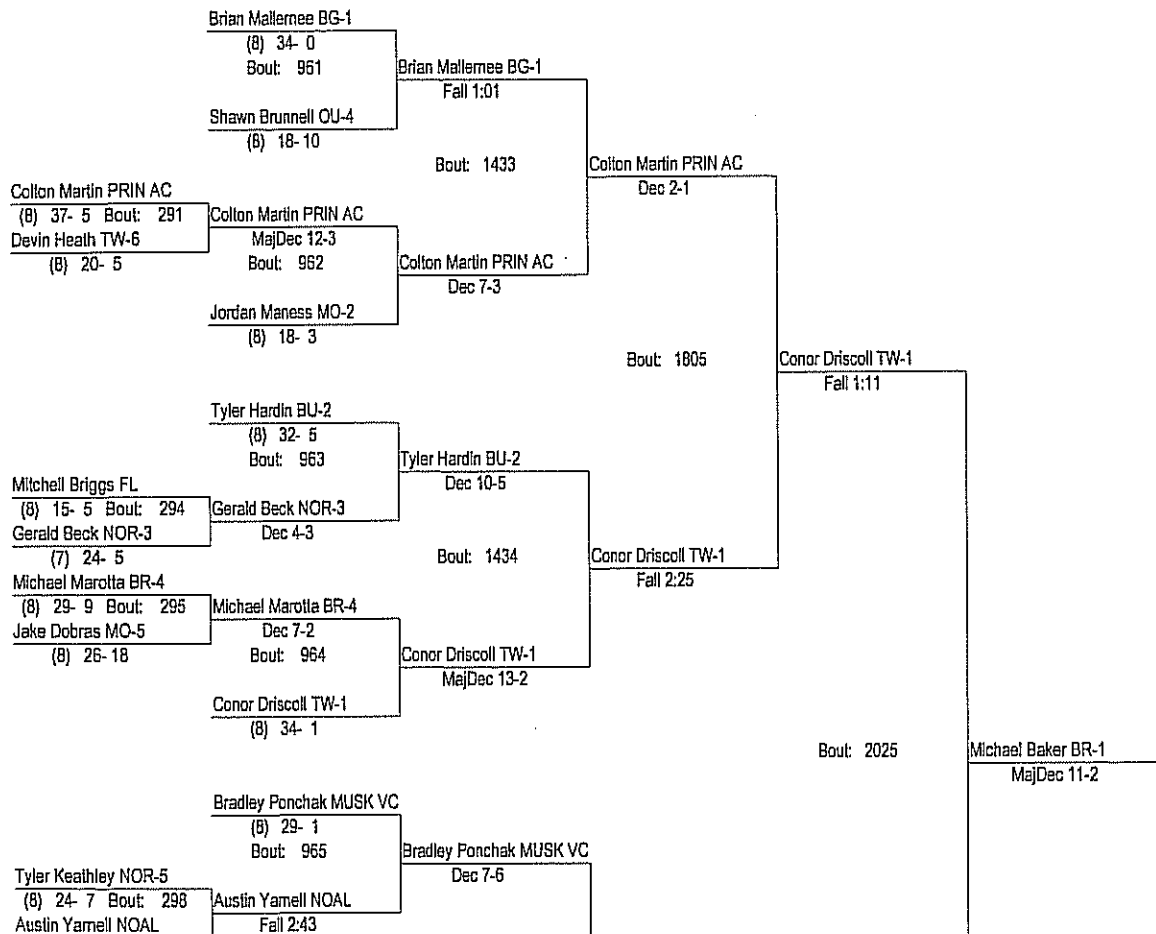 Brian Mallernee BG-1
(8) 34- 0
Bout: 961
Brian Mallernee BG-1
Fall 1:01
Shawn Brunnell OU-4
(8) 18-10
Bout: 1433
Colton Martin PRIN AC
Dec 2-1
Colton Martin PRIN AC
(8) 37- 5 Bout: 291
Colton Martin PRIN AC
Devin Heath TW-6
MajDec 12-3
(8) 20- 5
Bout: 962
Colton Martin PRIN AC
Dec 7-3
Jordan Maness MO-2
(8) 18- 3
Bout: 1805
Conor Driscoll TW-1
Fall 1:11
Tyler Hardin BU-2
(8) 32- 5
Bout: 963
Tyler Hardin BU-2
Dec 10-5
Mitchell Briggs FL
(8) 15- 5 Bout: 294
Gerald Beck NOR-3
Gerald Beck NOR-3
Dec 4-3
(7) 24- 5
Bout: 1434
Conor Driscoll TW-1
Fall 2:25
Michael Marotta BR-4
(8) 29- 9 Bout: 295
Michael Marotta BR-4
Jake Dobras MO-5
Dec 7-2
(8) 26-18
Bout: 964
Conor Driscoll TW-1
MajDec 13-2
Conor Driscoll TW-1
(8) 34- 1
Bout: 2025
Michael Baker BR-1
MajDec 11-2
Bradley Ponchak MUSK VC
(8) 29- 1
Bout: 965
Bradley Ponchak MUSK VC
Dec 7-6
Tyler Keathley NOR-5
(8) 24- 7 Bout: 298
Austin Yarnell NOAL
Austin Yarnell NOAL
Fall 2:43